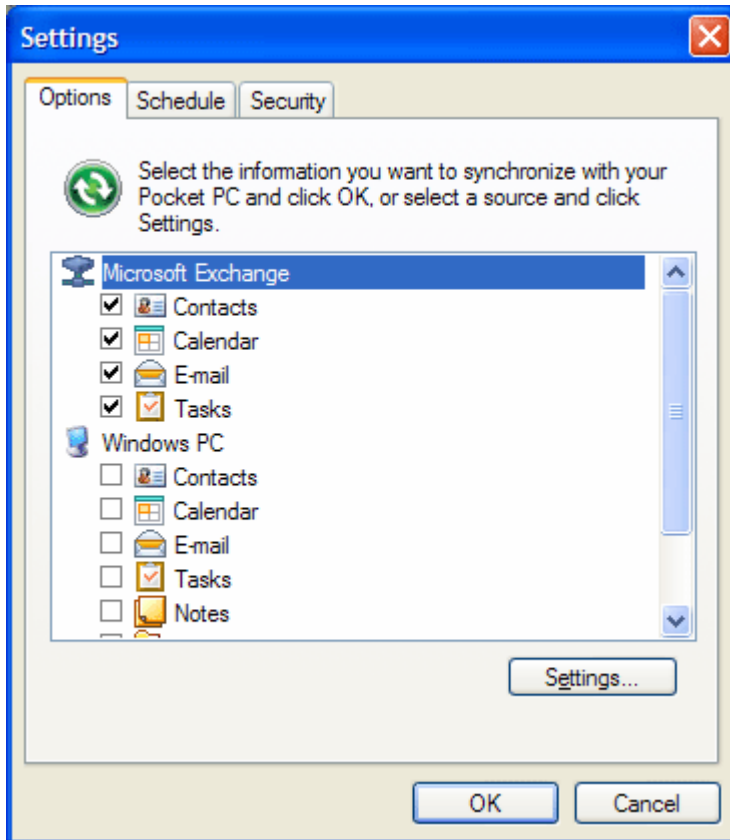 Settings
Options Schedule Security
Select the information you want to synchronize with your
Pocket PC and click OK, or select a source and click
Settings.
Microsoft Exchange
Contacts
Calendar
E-mail
Tasks
Windows PC
Contacts
Calendar
E-mail
Tasks
Notes
Settings...
OK Cancel